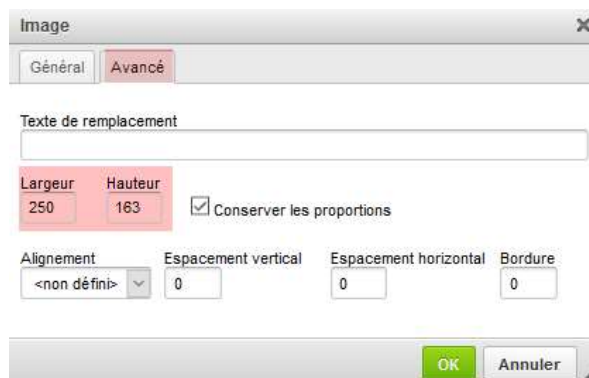 Image
Général Avancé
Texte de remplacement
Largeur Hauteur
250 163 Conserver les proportions
Alignement Espacement vertical Espacement horizontal Bordure
<non défini> 0 0 0
OK Annuler